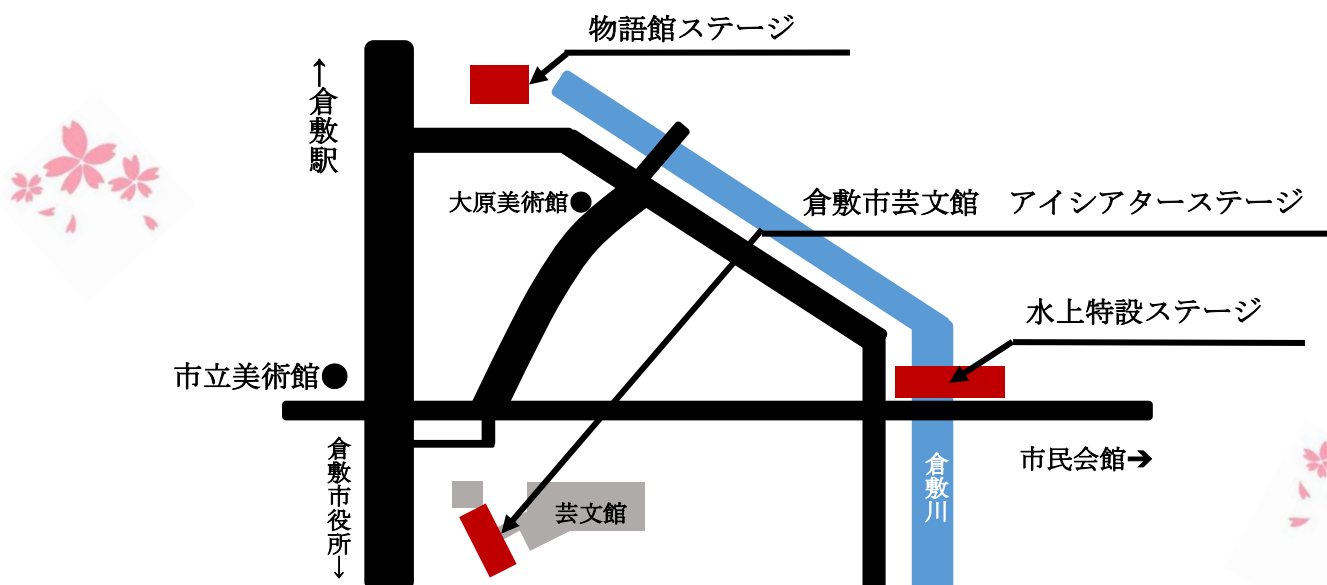 物語館ステージ
↑倉敷駅
大原美術館●
倉敷市芸文館　アイシアターステージ
水上特設ステージ
市立美術館●
倉敷市役所↓
倉敷川
市民会館→
芸文館